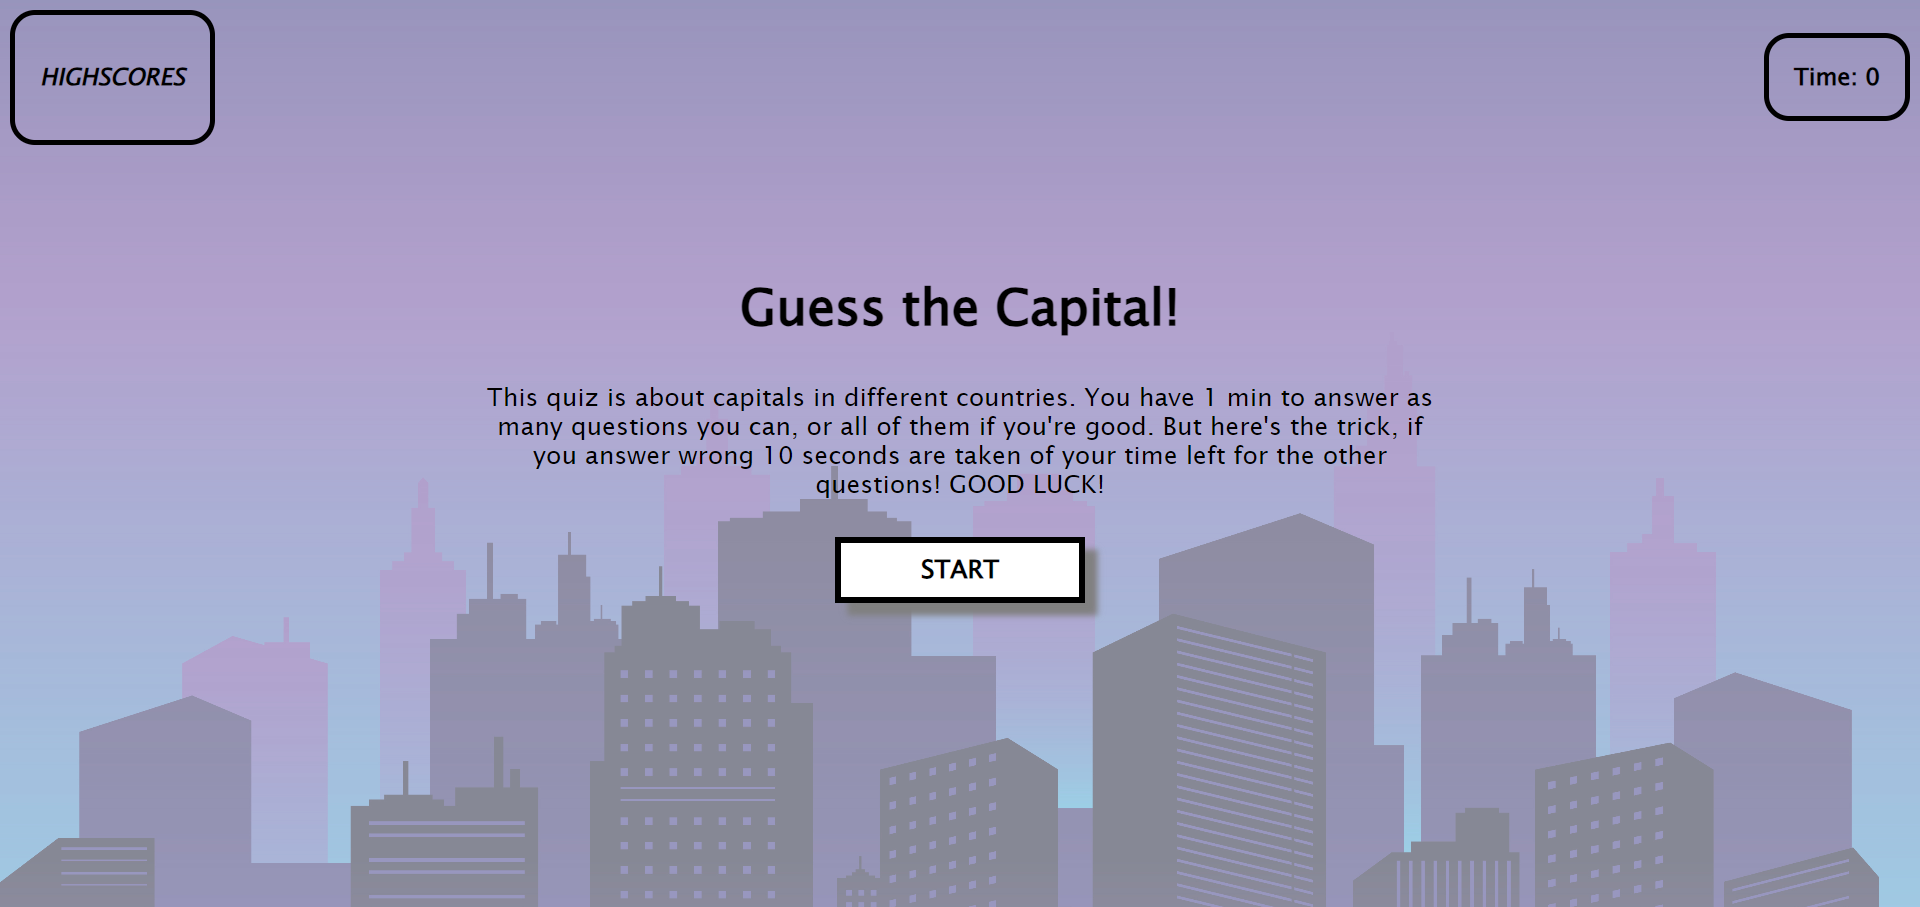 HIGHSCORES
Time: 0
Guess the Capital!
This quiz is about capitals in different countries. You have 1 min to answer as
many questions you can, or all of them if you're good. But here's the trick, if
you answer wrong 10 seconds are taken of your time left for the other
questions! GOOD LUCK!
START